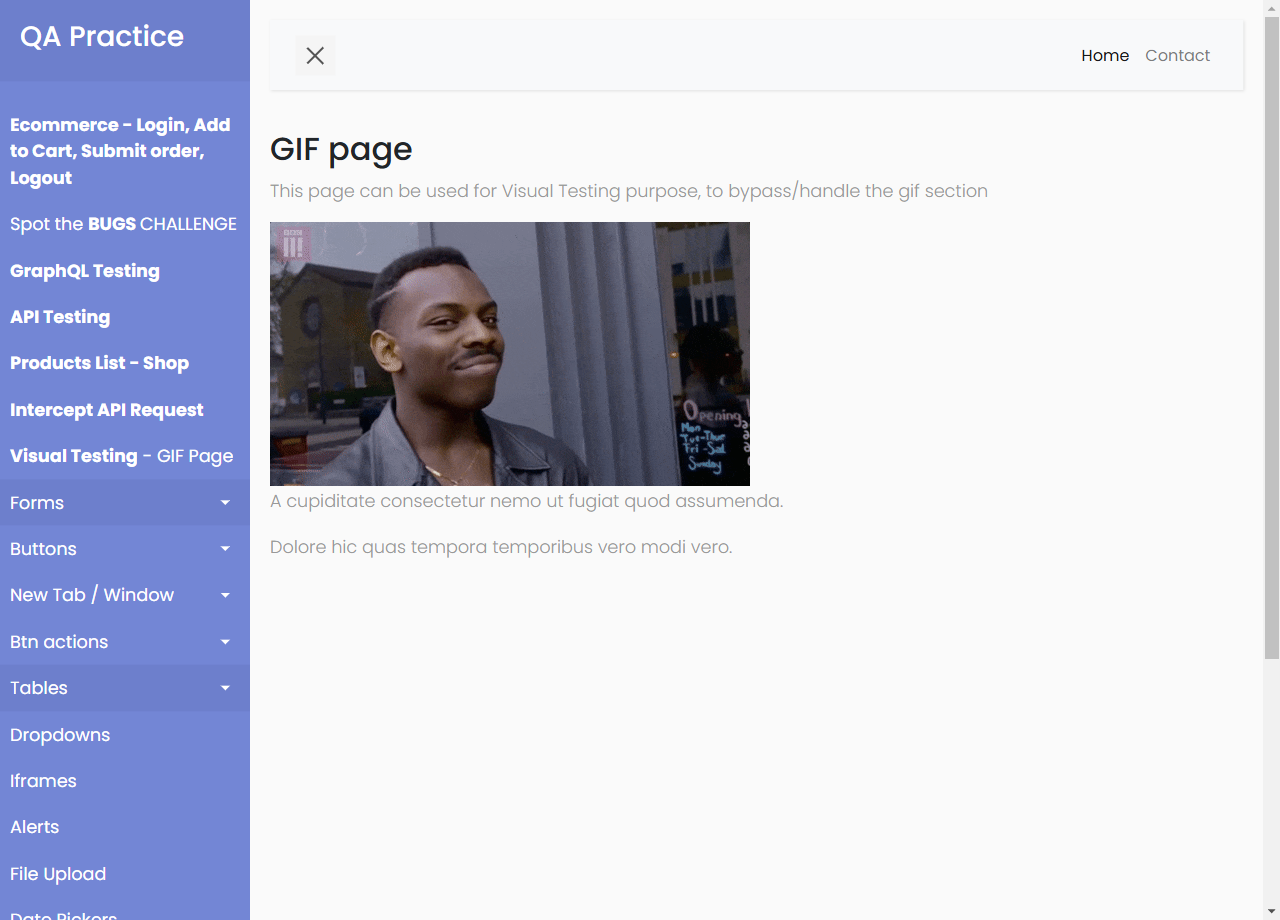 QA Practice
Ecommerce - Login, Add
to Cart, Submit order,
Logout
Spot the BUGS CHALLENGE
GraphQL Testing
API Testing
Products List - Shop
Intercept API Request
Visual Testing - GIF Page
Forms
Buttons
New Tab / Window
Btn actions
Tables
Dropdowns
Iframes
Alerts
File Upload
Date Pickers
Home
Contact
GIF page
This page can be used for Visual Testing purpose, to bypass/handle the gif section
Opening
Mon
Tue-Thur
Fri-Sat
Sunday
A cupiditate consectetur nemo ut fugiat quod assumenda.
Dolore hic quas tempora temporibus vero modi vero.